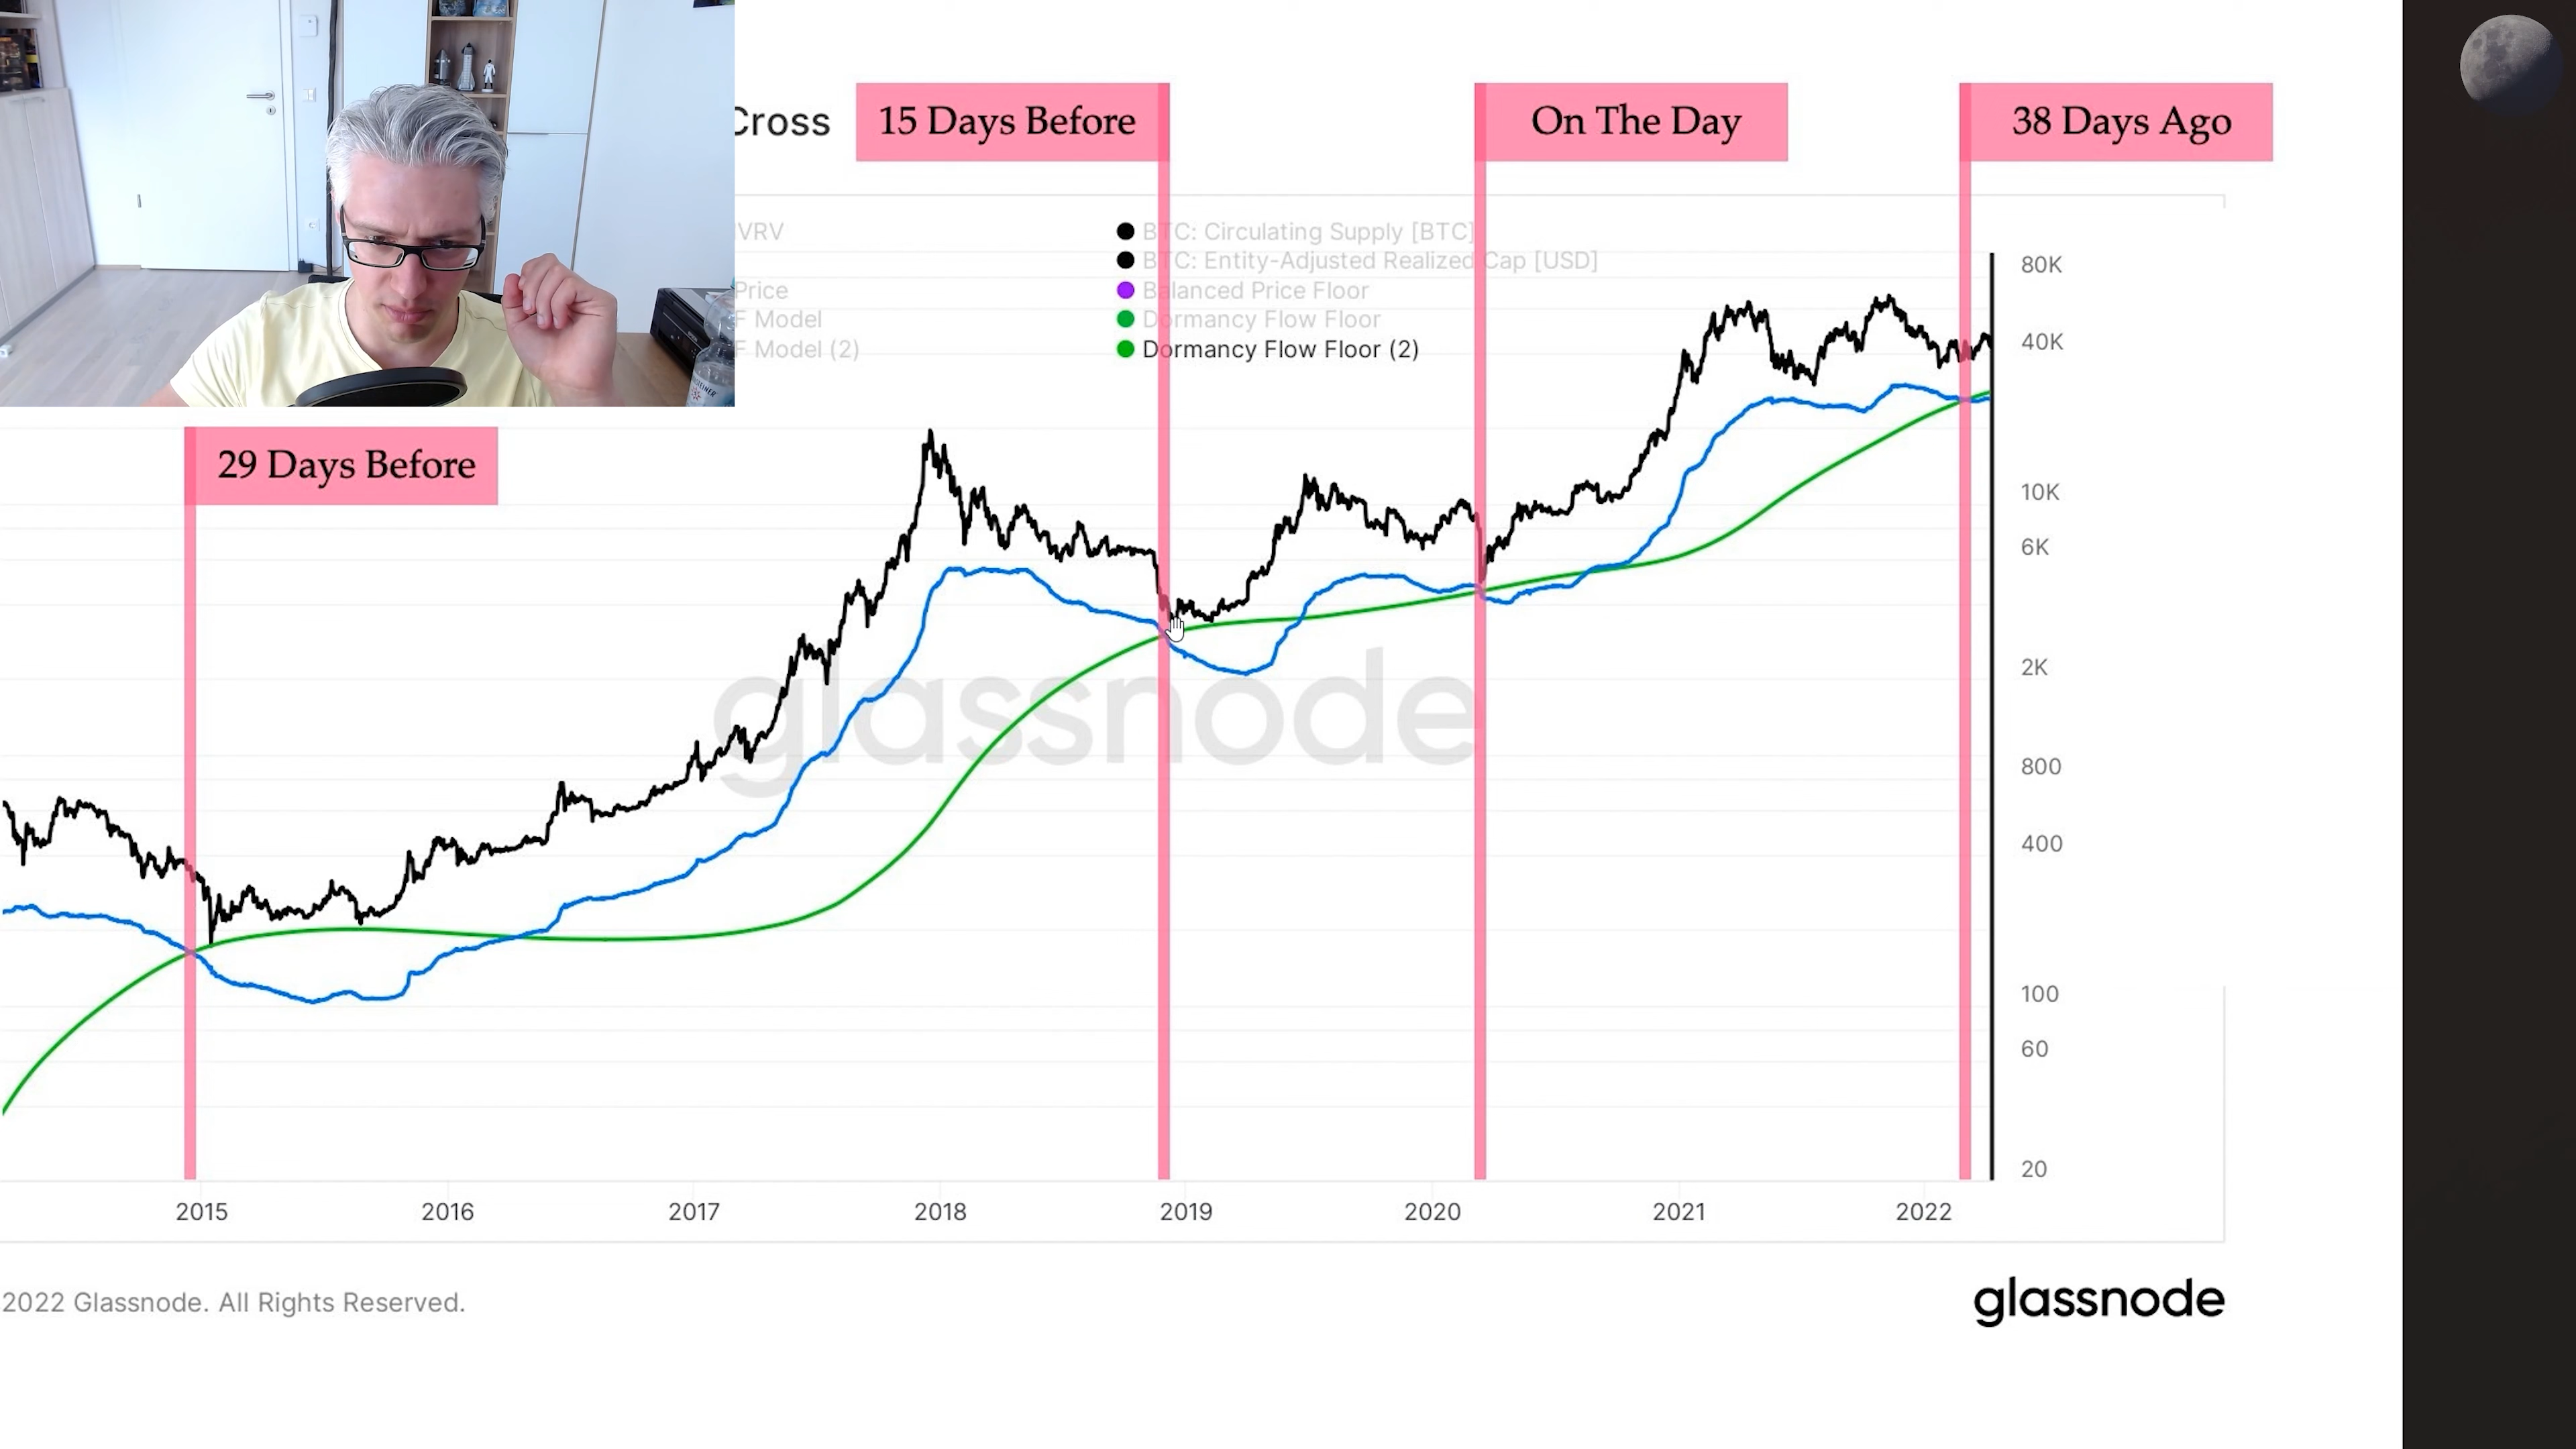 Cross
15 Days Before
On The Day
38 Days Ago
VRV
BTC: Circulating Supply [BTC]
BTC: Entity-Adjusted Realized Cap [USD]
Price
Balanced Price Floor
F Model
Dormancy Flow Floor
F Model (2)
Dormancy Flow Floor (2)
80K
40K
10K
6K
2K
800
400
100
60
20
29 Days Before
glassnode
2015 2016 2017 2018 2019 2020 2021 2022
2022 Glassnode. All Rights Reserved.
glassnode